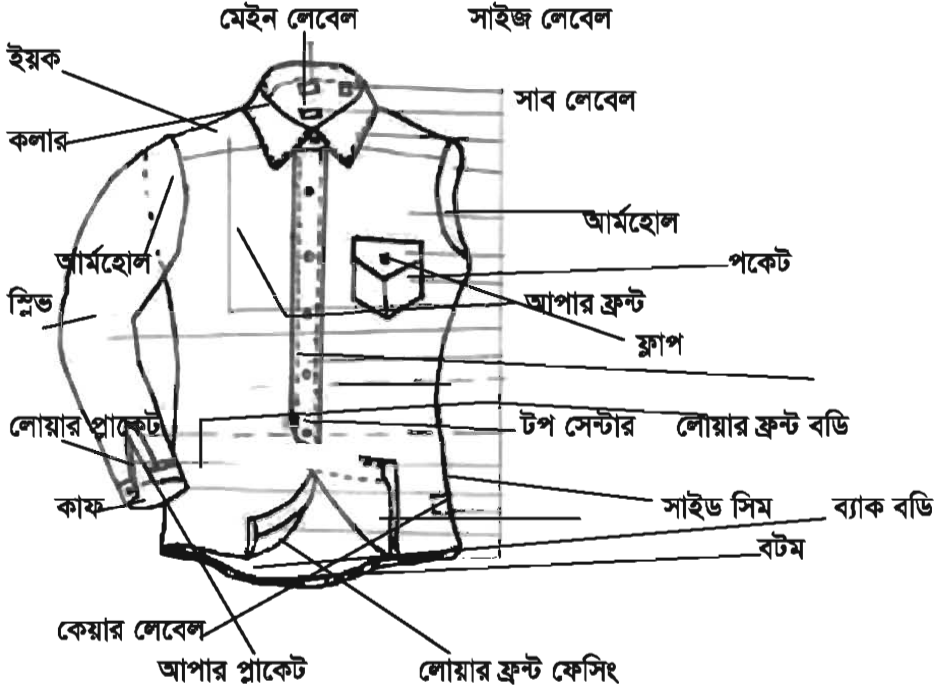 মেইন লেবেল
সাইজ লেবেল
ইয়ক
সাব লেবেল
কলার
আর্মহোল
আর্মহোল
পকেট
স্লিভ
আপার ফ্রন্ট
ফ্লাপ
লোয়ার প্লাকেট
টপ সেন্টার
লোয়ার ফ্রন্ট বডি
কাফ
সাইড সিম
ব্যাক বডি
বটম
কেয়ার লেবেল
আপার প্লাকেট
লোয়ার ফ্রন্ট ফেসিং